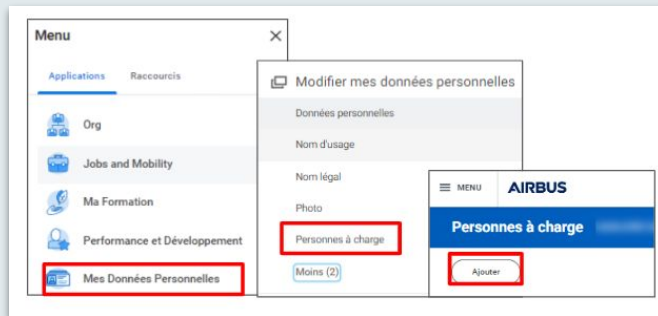 Menu
Applications Raccourcis
Org
Jobs and Mobility
Ma Formation
Performance et Développement
Mes Données Personnelles
Modifier mes données personnelles
Données personnelles
Nom d'usage
Nom légal
Photo
Personnes à charge
Moins (2)
MENU AIRBUS
Personnes à charge
Ajouter